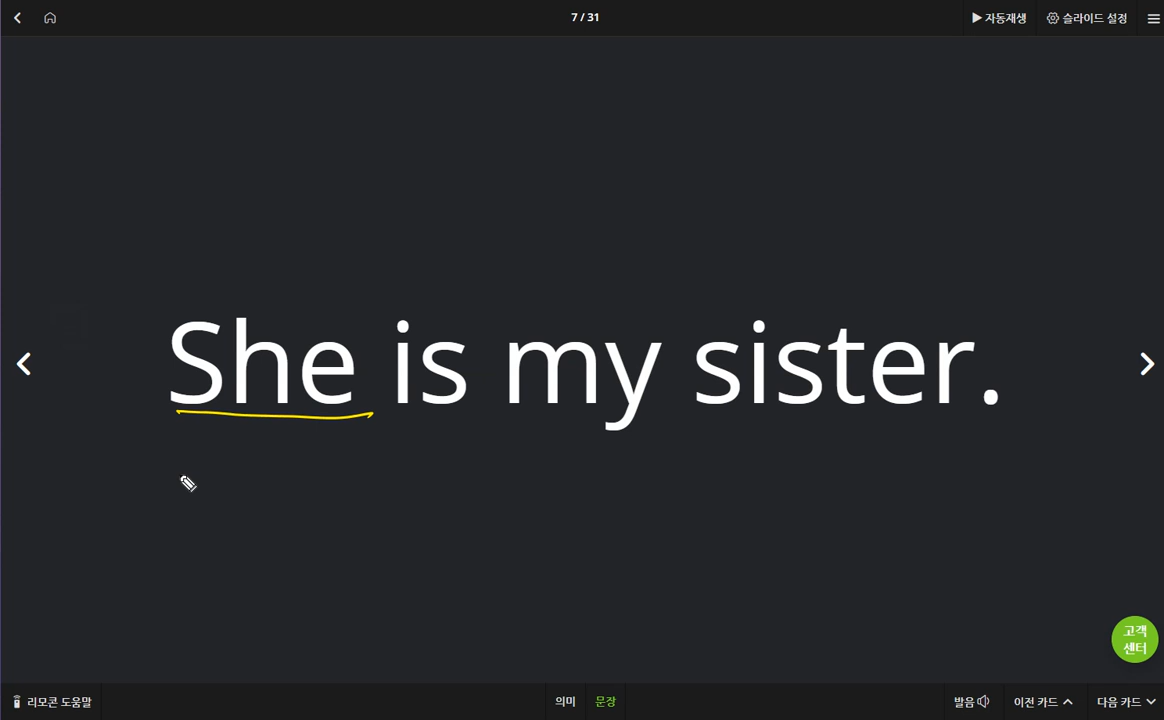 7 / 31
▶ 자동재생
슬라이드 설정
She is my sister.
고객
센터
리모콘 도움말
의미
문장
발음
이전 카드
다음 카드